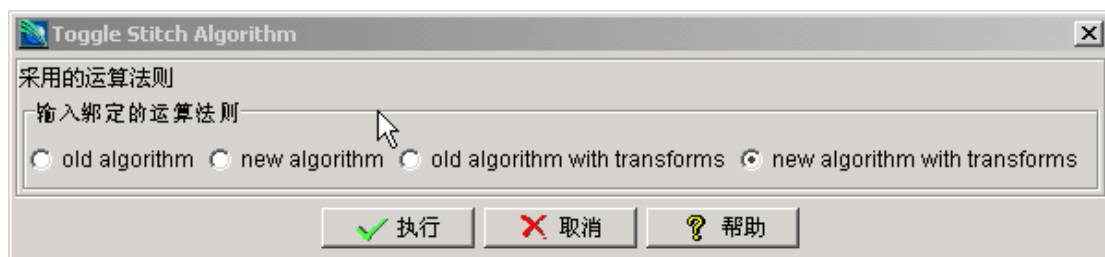 Toggle Stitch Algorithm
采用的运算法则
输入绑定的运算法则
old algorithm new algorithm old algorithm with transforms new algorithm with transforms
执行 取消 帮助